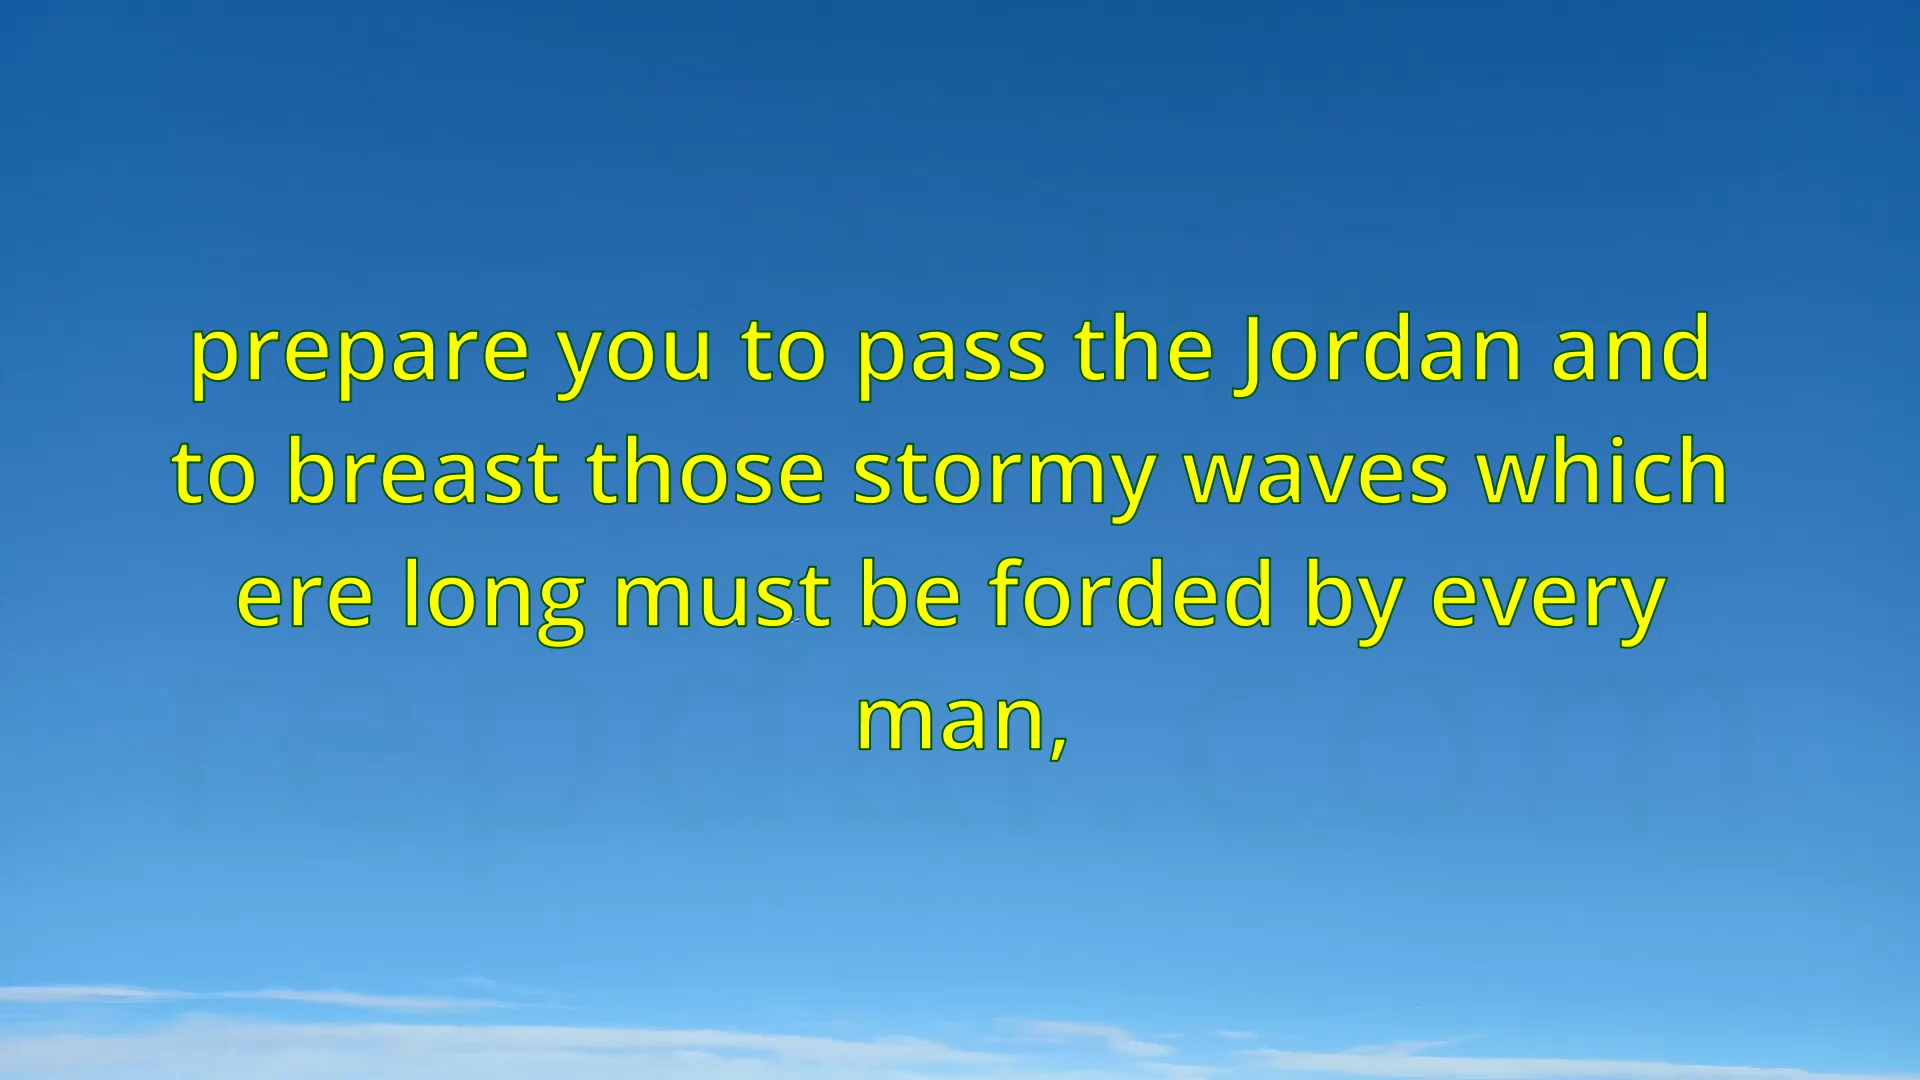 prepare you to pass the Jordan and
to breast those stormy waves which
ere long must be forded by every
man,